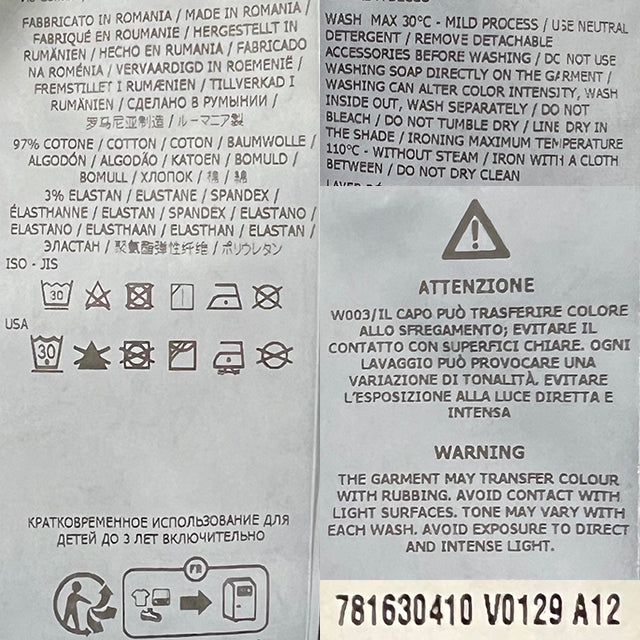 FABBRICATO IN ROMANIA / MADE IN ROMANIA /
FABRIQUÉ EN ROUMANIE / HERGESTELLT IN
RUMÄNIEN / HECHO EN RUMANIA / FABRICADO
NA ROMÉNIA / VERVAARDIGD IN ROEMENIË /
FREMSTILLET I RUMÆNIEN / TILLVERKAD I
RUMÄNIEN / СДЕЛАНО В РУМЫНИИ /
罗马尼亚制造 / ルーマニア製
97% COTONE / COTTON / COTON / BAUMWOLLE /
ALGODÓN / ALGODÃO / KATOEN / BOMULD /
BOMULL / ХЛОПОК / 棉 / 綿
3% ELASTAN / ELASTANE / SPANDEX /
ÉLASTHANNE / ELASTAN / SPANDEX / ELASTANO /
ELASTANO / ELASTHAAN / ELASTHAN / ELASTAN /
ЭЛАСТАН / 聚氨酯弹性纤维 / ポリウレタン
ISO - JIS
30
USA
30
КРАТКОВРЕМЕННОЕ ИСПОЛЬЗОВАНИЕ ДЛЯ
ДЕТЕЙ ДО 3 ЛЕТ ВКЛЮЧИТЕЛЬНО
FR
WASH MAX 30°C - MILD PROCESS / USE NEUTRAL
DETERGENT / REMOVE DETACHABLE
ACCESSORIES BEFORE WASHING / DO NOT USE
WASHING SOAP DIRECTLY ON THE GARMENT /
WASHING CAN ALTER COLOR INTENSITY, WASH
INSIDE OUT, WASH SEPARATELY / DO NOT
BLEACH / DO NOT TUMBLE DRY / LINE DRY IN
THE SHADE / IRONING MAXIMUM TEMPERATURE
110°C - WITHOUT STEAM / IRON WITH A CLOTH
BETWEEN / DO NOT DRY CLEAN
ATTENZIONE
W003/IL CAPO PUÒ TRASFERIRE COLORE
ALLO SFREGAMENTO; EVITARE IL
CONTATTO CON SUPERFICI CHIARE. OGNI
LAVAGGIO PUÒ PROVOCARE UNA
VARIAZIONE DI TONALITÀ. EVITARE
L'ESPOSIZIONE ALLA LUCE DIRETTA E
INTENSA
WARNING
THE GARMENT MAY TRANSFER COLOUR
WITH RUBBING. AVOID CONTACT WITH
LIGHT SURFACES. TONE MAY VARY WITH
EACH WASH. AVOID EXPOSURE TO DIRECT
AND INTENSE LIGHT.
781630410 V0129 A12